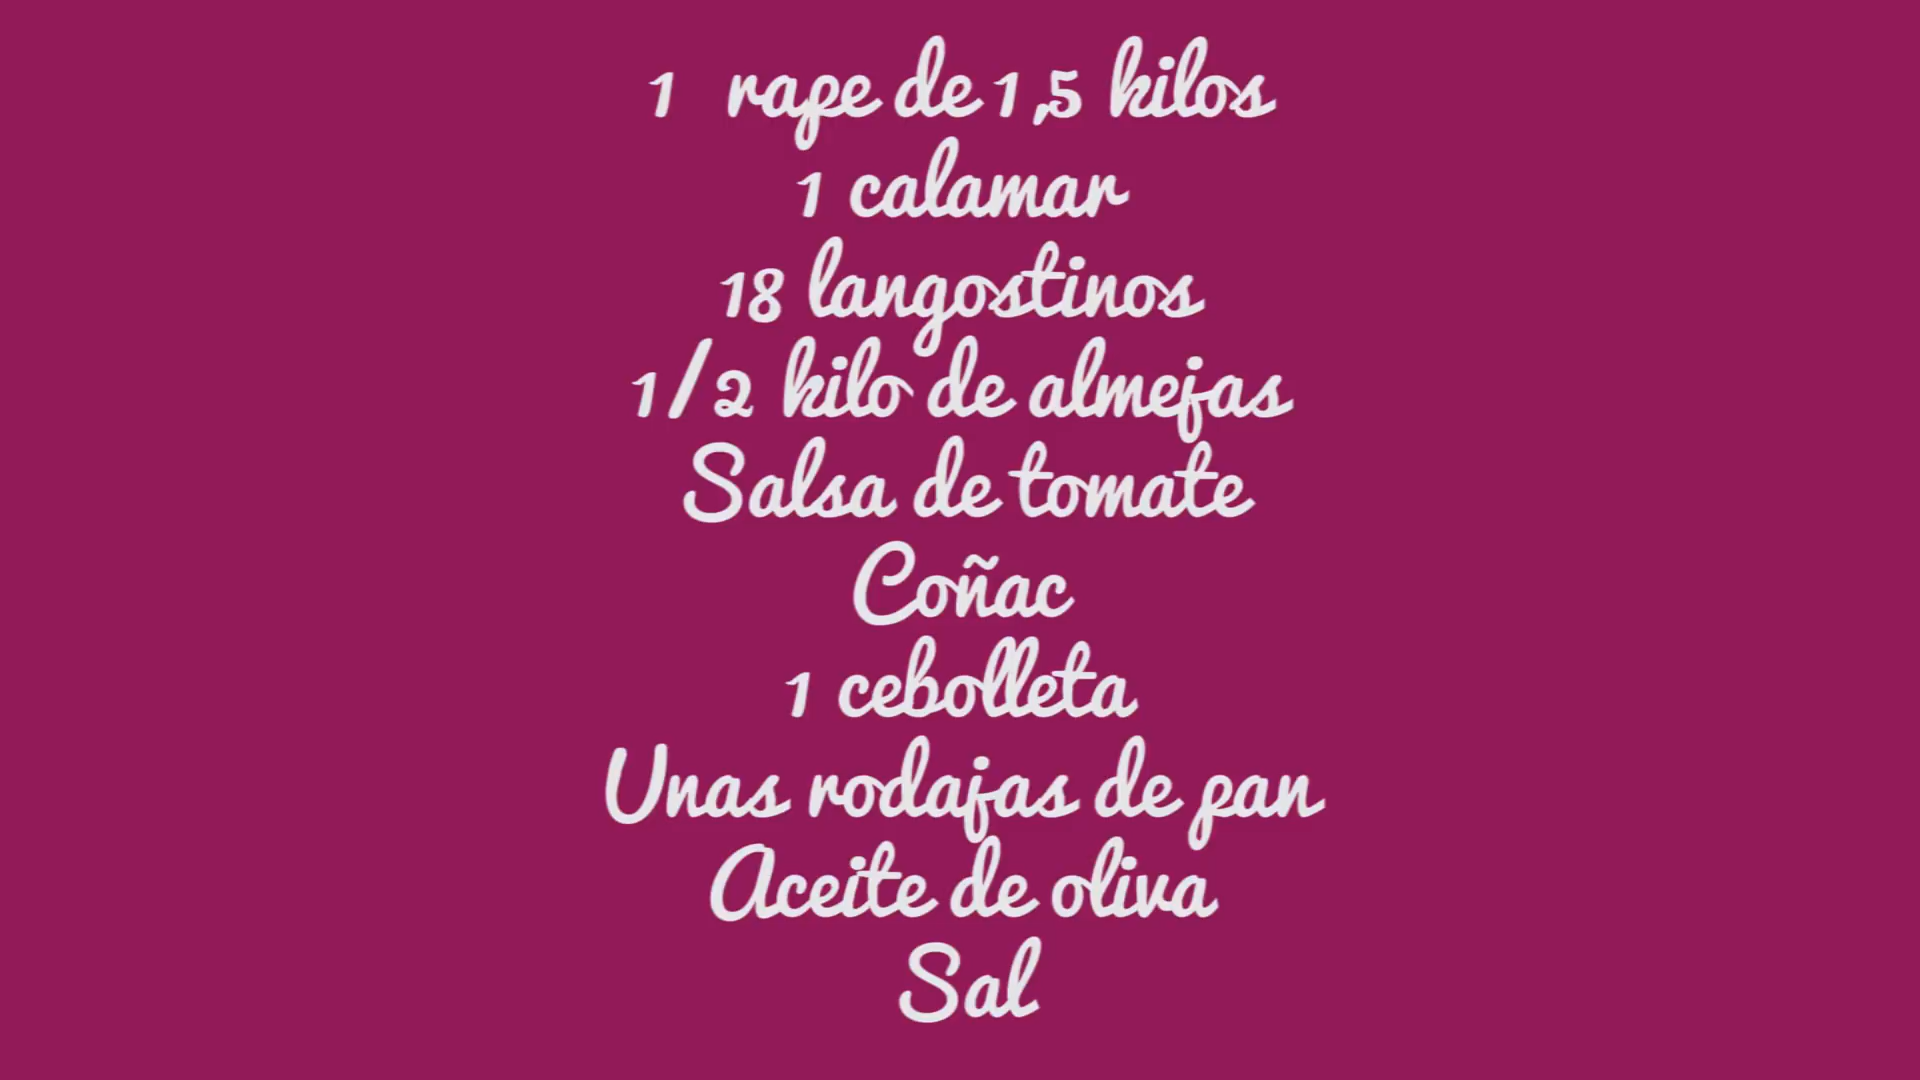 1 rape de 1,5 kilos
1 calamar
18 langostinos
1/2 kilo de almejas
Salsa de tomate
Coñac
1 cebolleta
Unas rodajas de pan
Aceite de oliva
Sal